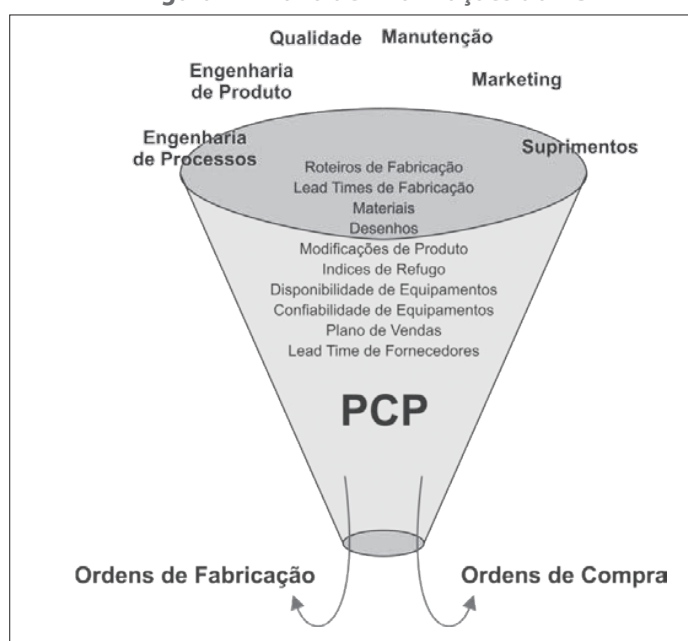 Qualidade
Manutenção
Engenharia
de Produto
Marketing
Engenharia
de Processos
Suprimentos
Roteiros de Fabricação
Lead Times de Fabricação
Materiais
Desenhos
Modificações de Produto
Indices de Refugo
Disponibilidade de Equipamentos
Confiabilidade de Equipamentos
Plano de Vendas
Lead Time de Fornecedores
PCP
Ordens de Fabricação
Ordens de Compra